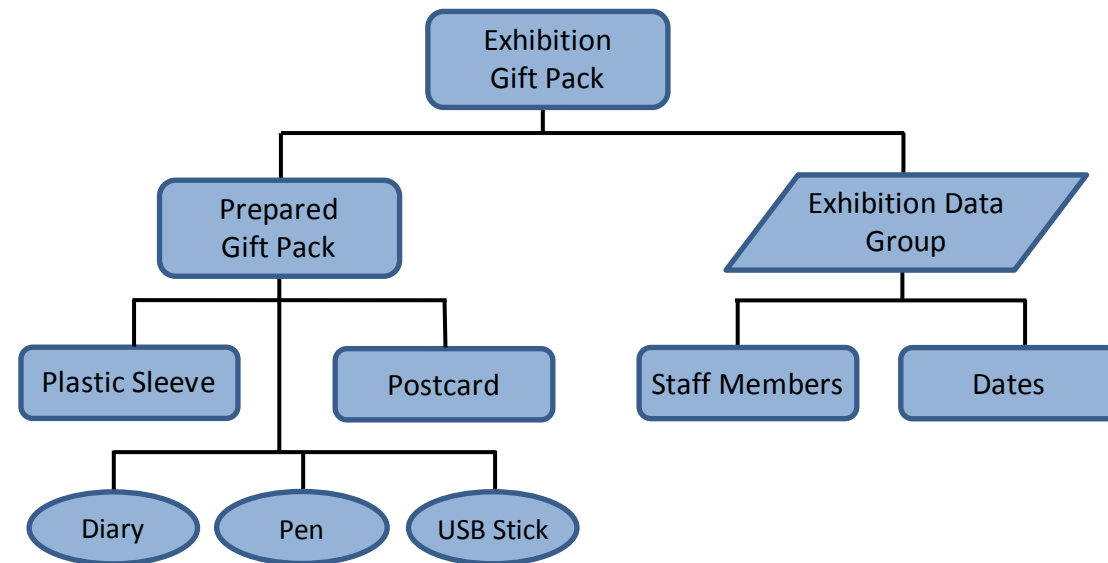 Exhibition
Gift Pack
Prepared
Gift Pack
Exhibition Data
Group
Plastic Sleeve
Postcard
Staff Members
Dates
Diary
Pen
USB Stick